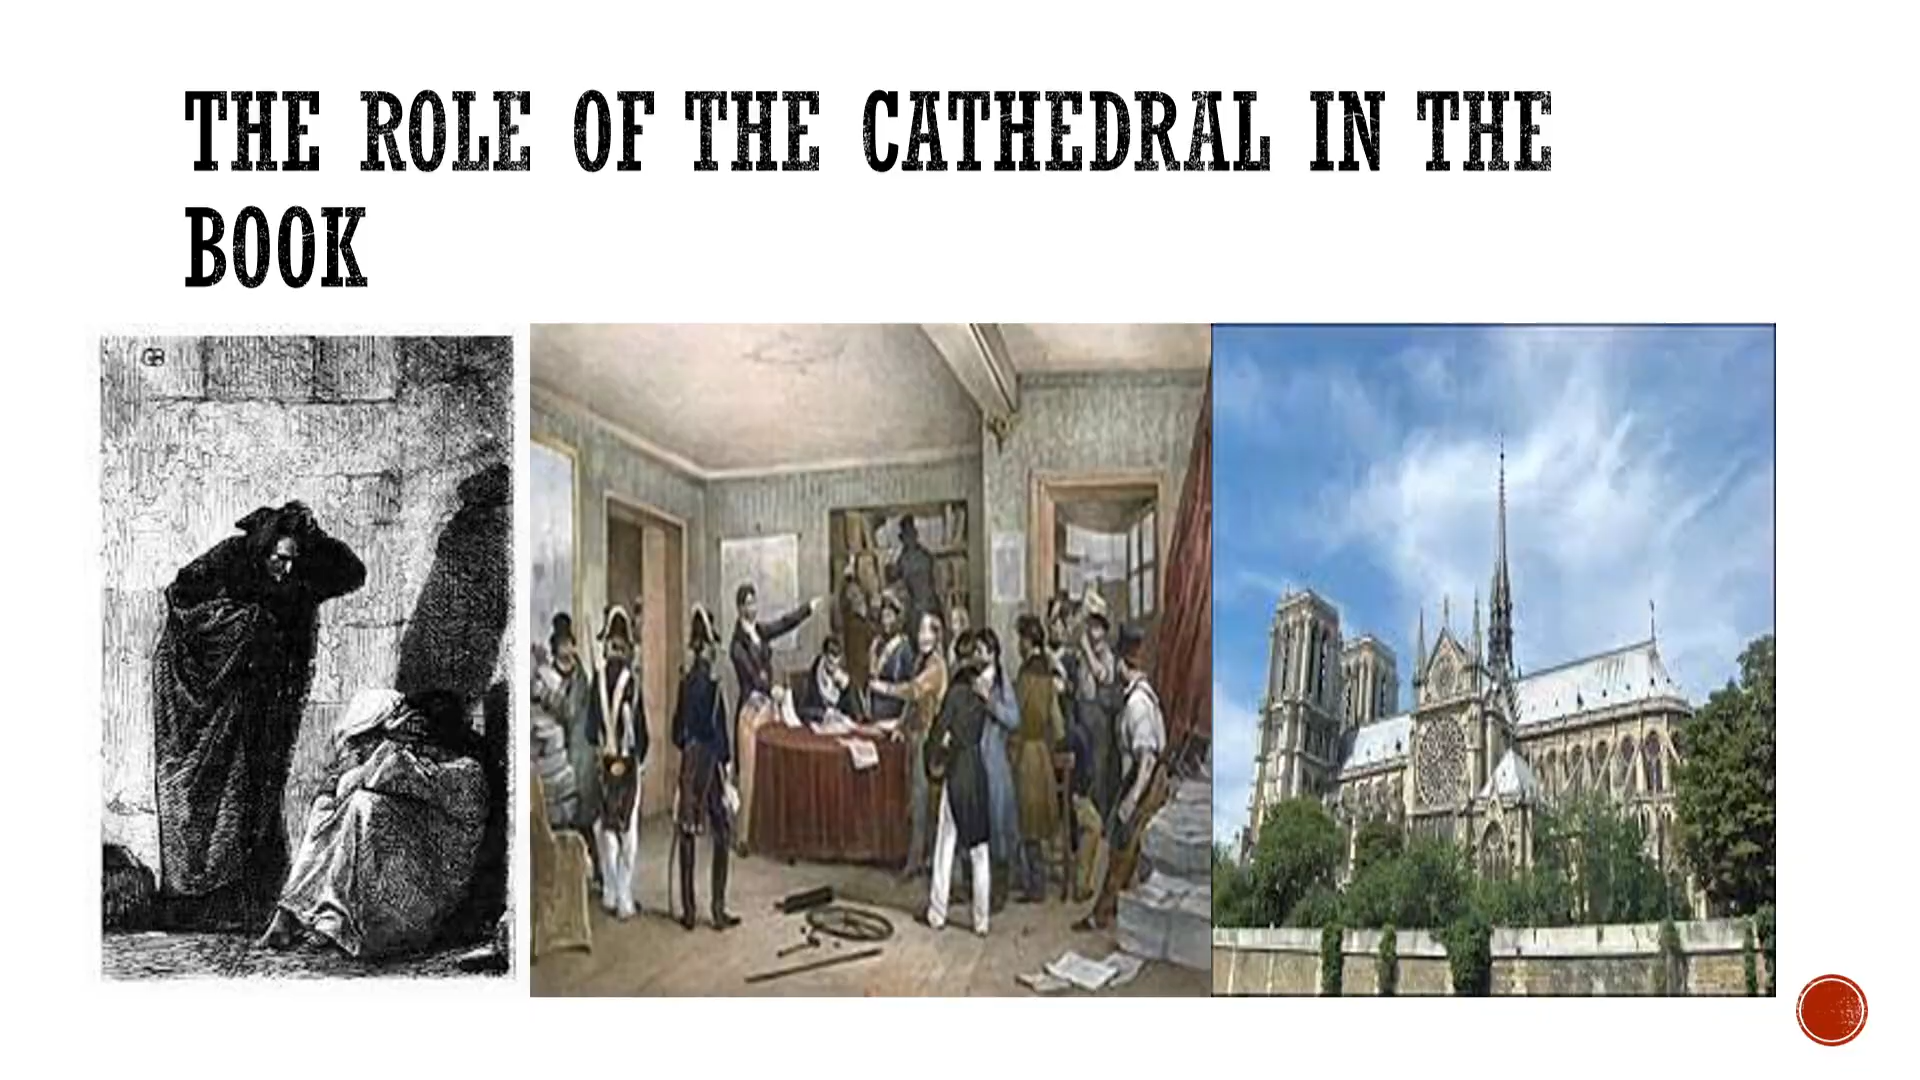 THE ROLE OF THE CATHEDRAL IN THE
BOOK